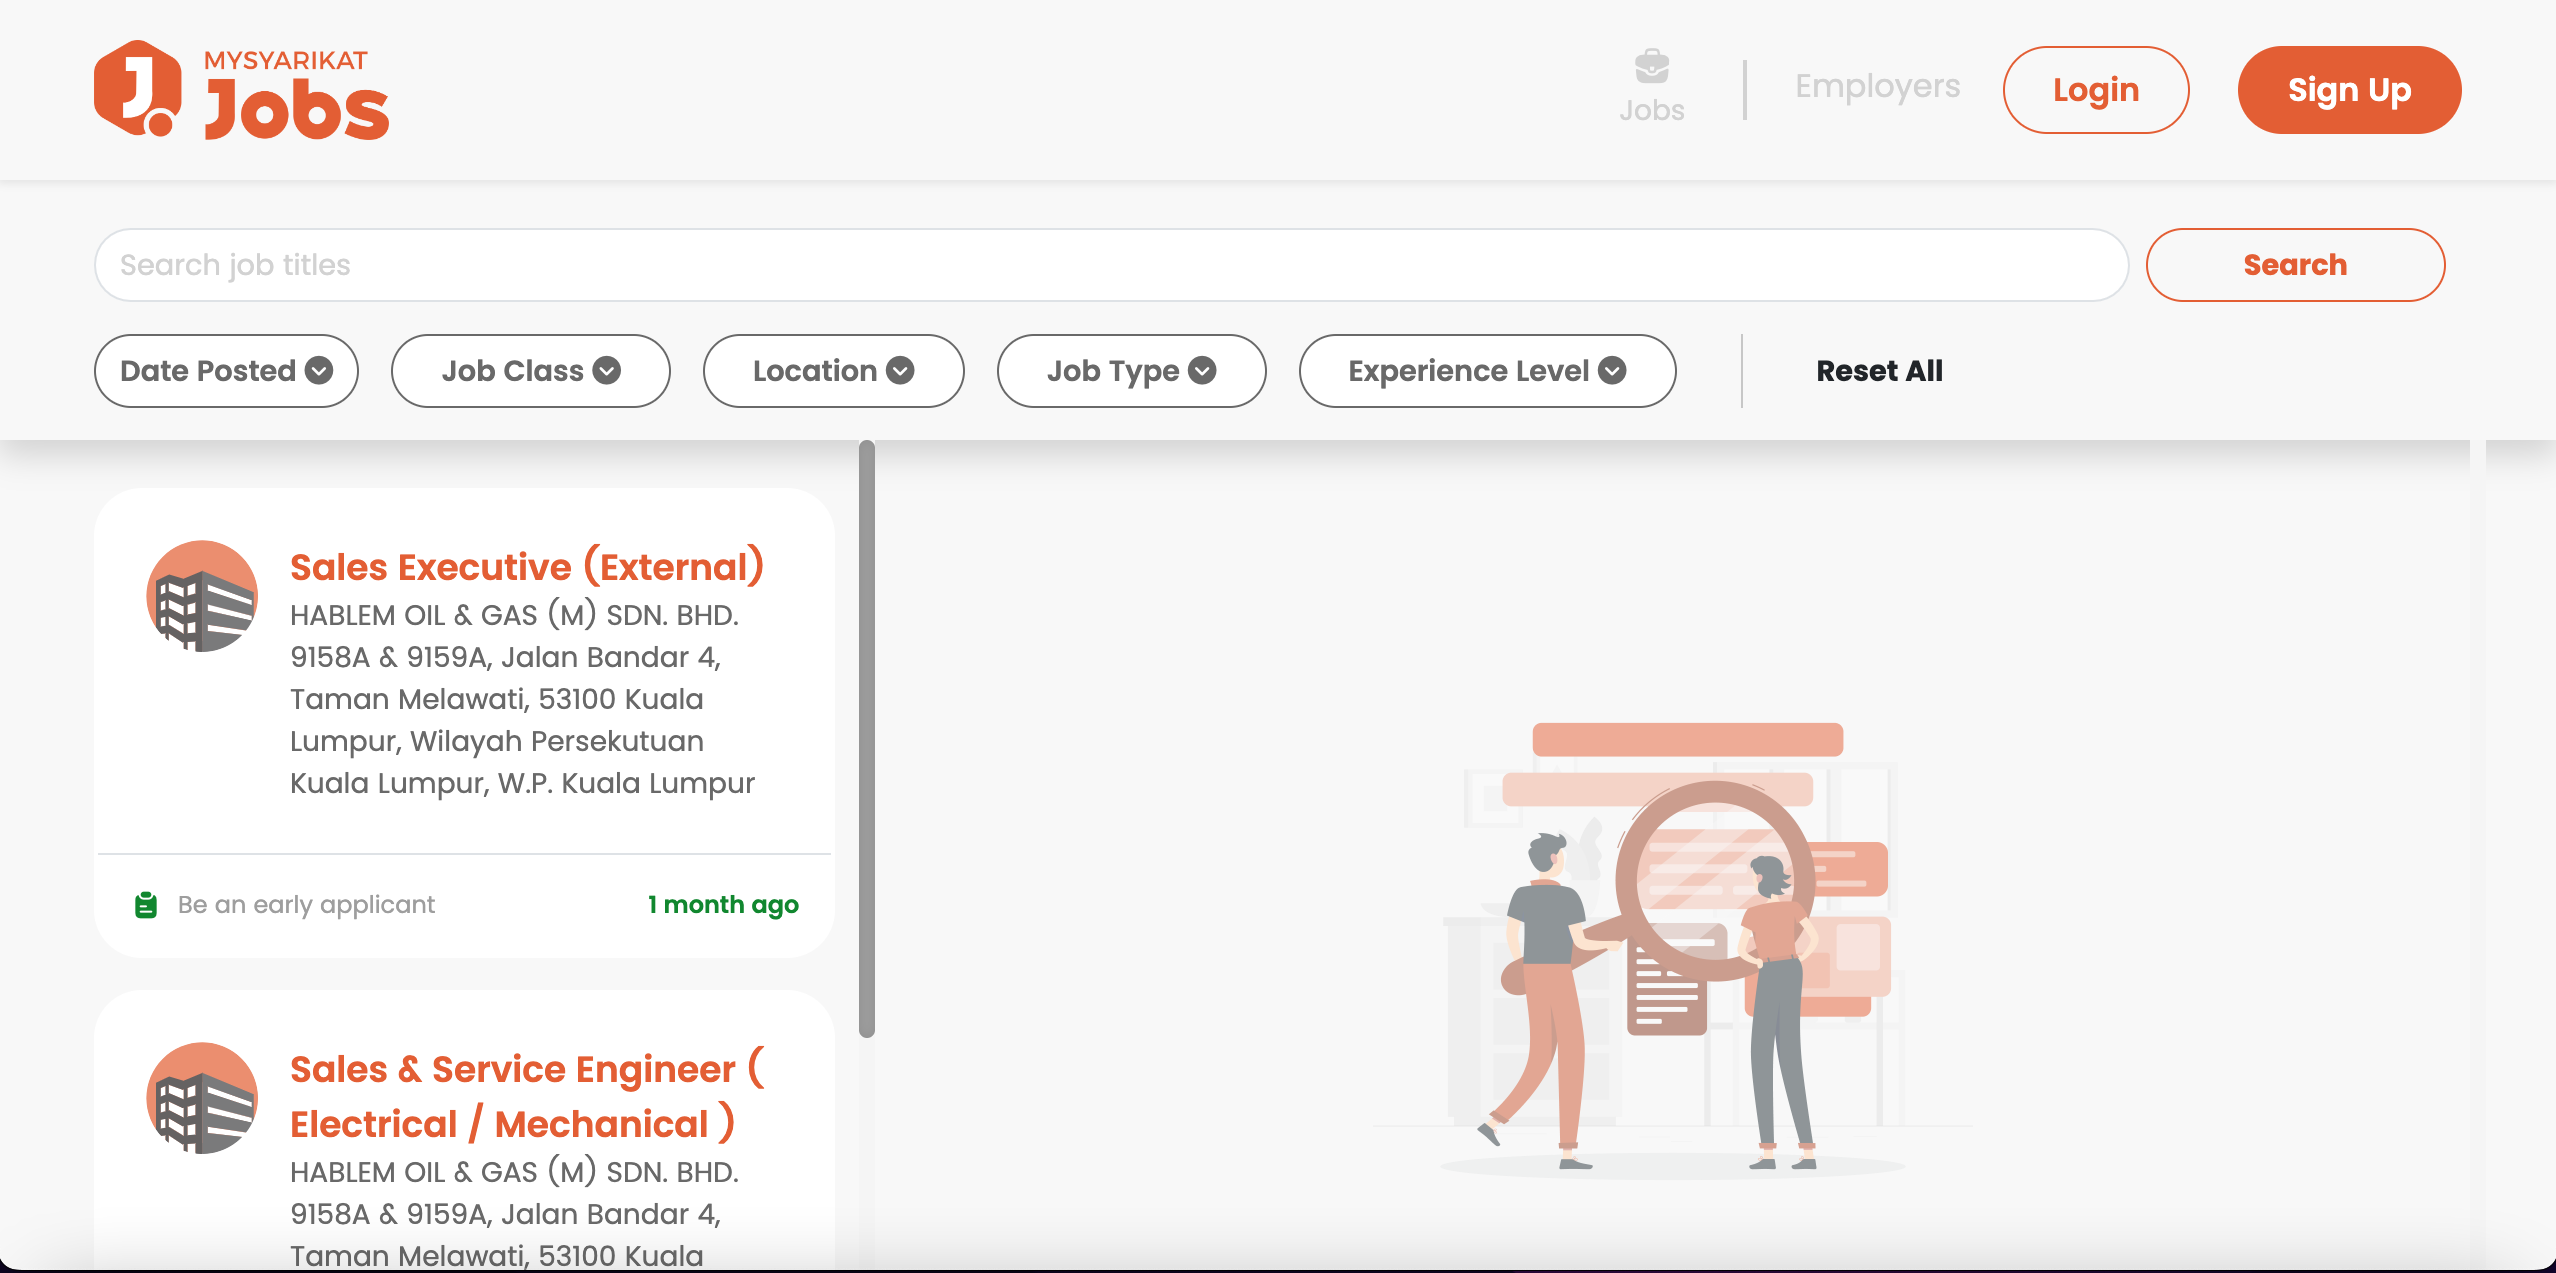 J.
MYSYARIKAT
Jobs
Jobs
Employers
Login
Sign Up
Search job titles
Search
Date Posted
Job Class
Location
Job Type
Experience Level
Reset All
Sales Executive (External)
HABLEM OIL & GAS (M) SDN. BHD.
9158A & 9159A, Jalan Bandar 4,
Taman Melawati, 53100 Kuala
Lumpur, Wilayah Persekutuan
Kuala Lumpur, W.P. Kuala Lumpur
Be an early applicant
1 month ago
Sales & Service Engineer (
Electrical / Mechanical )
HABLEM OIL & GAS (M) SDN. BHD.
9158A & 9159A, Jalan Bandar 4,
Taman Melawati, 53100 Kuala